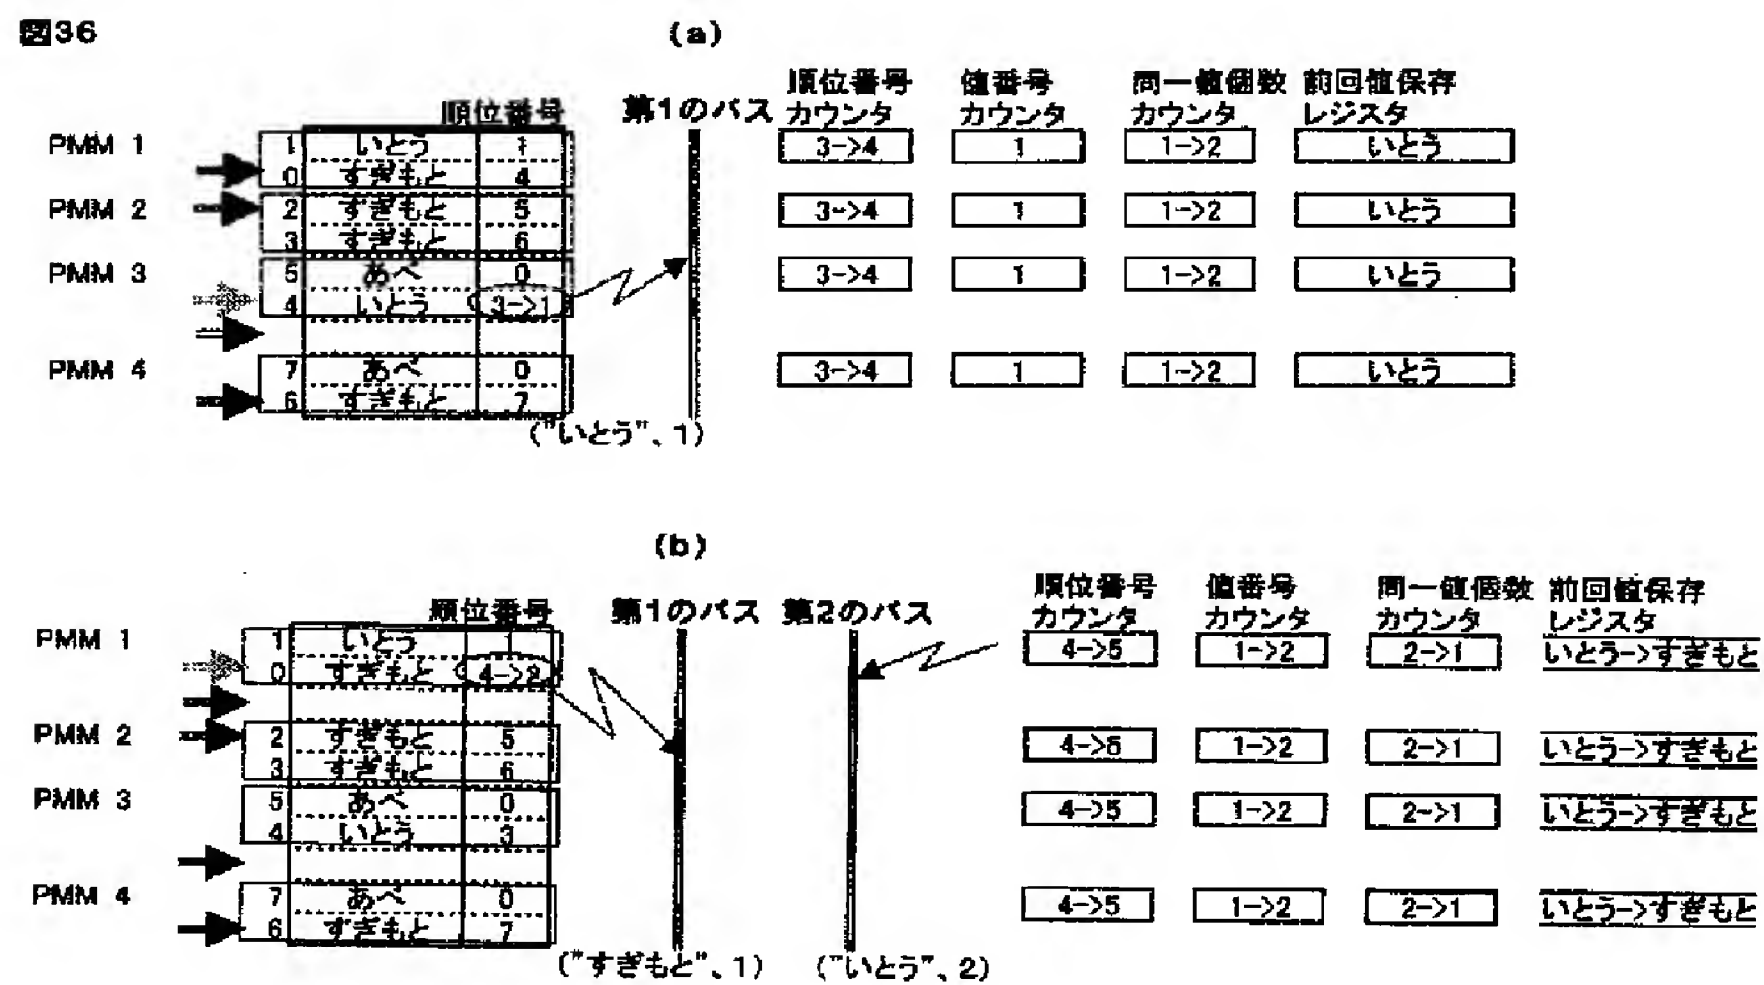 図36
(a)
順位番号 値番号 同一値個数 前回値保存
順位番号 第1のバス カウンタ カウンタ カウンタ レジスタ
PMM 1 1 いとう 1 3->4 1 1->2 いとう
0 すぎもと 4
PMM 2 2 すぎもと 5 3->4 1 1->2 いとう
3 すぎもと 6
PMM 3 5 あべ 0 3->4 1 1->2 いとう
4 いとう 3->1
PMM 4 7 あべ 0 3->4 1 1->2 いとう
6 すぎもと 7
("いとう"、1)
(b)
順位番号 値番号 同一値個数 前回値保存
順位番号 第1のバス 第2のバス カウンタ カウンタ カウンタ レジスタ
PMM 1 1 いとう 1 4->5 1->2 2->1 いとう->すぎもと
0 すぎもと 4->2
PMM 2 2 すぎもと 5 4->5 1->2 2->1 いとう->すぎもと
3 すぎもと 6
PMM 3 5 あべ 0 4->5 1->2 2->1 いとう->すぎもと
4 いとう 3
PMM 4 7 あべ 0 4->5 1->2 2->1 いとう->すぎもと
6 すぎもと 7
("すぎもと"、1) ("いとう"、2)